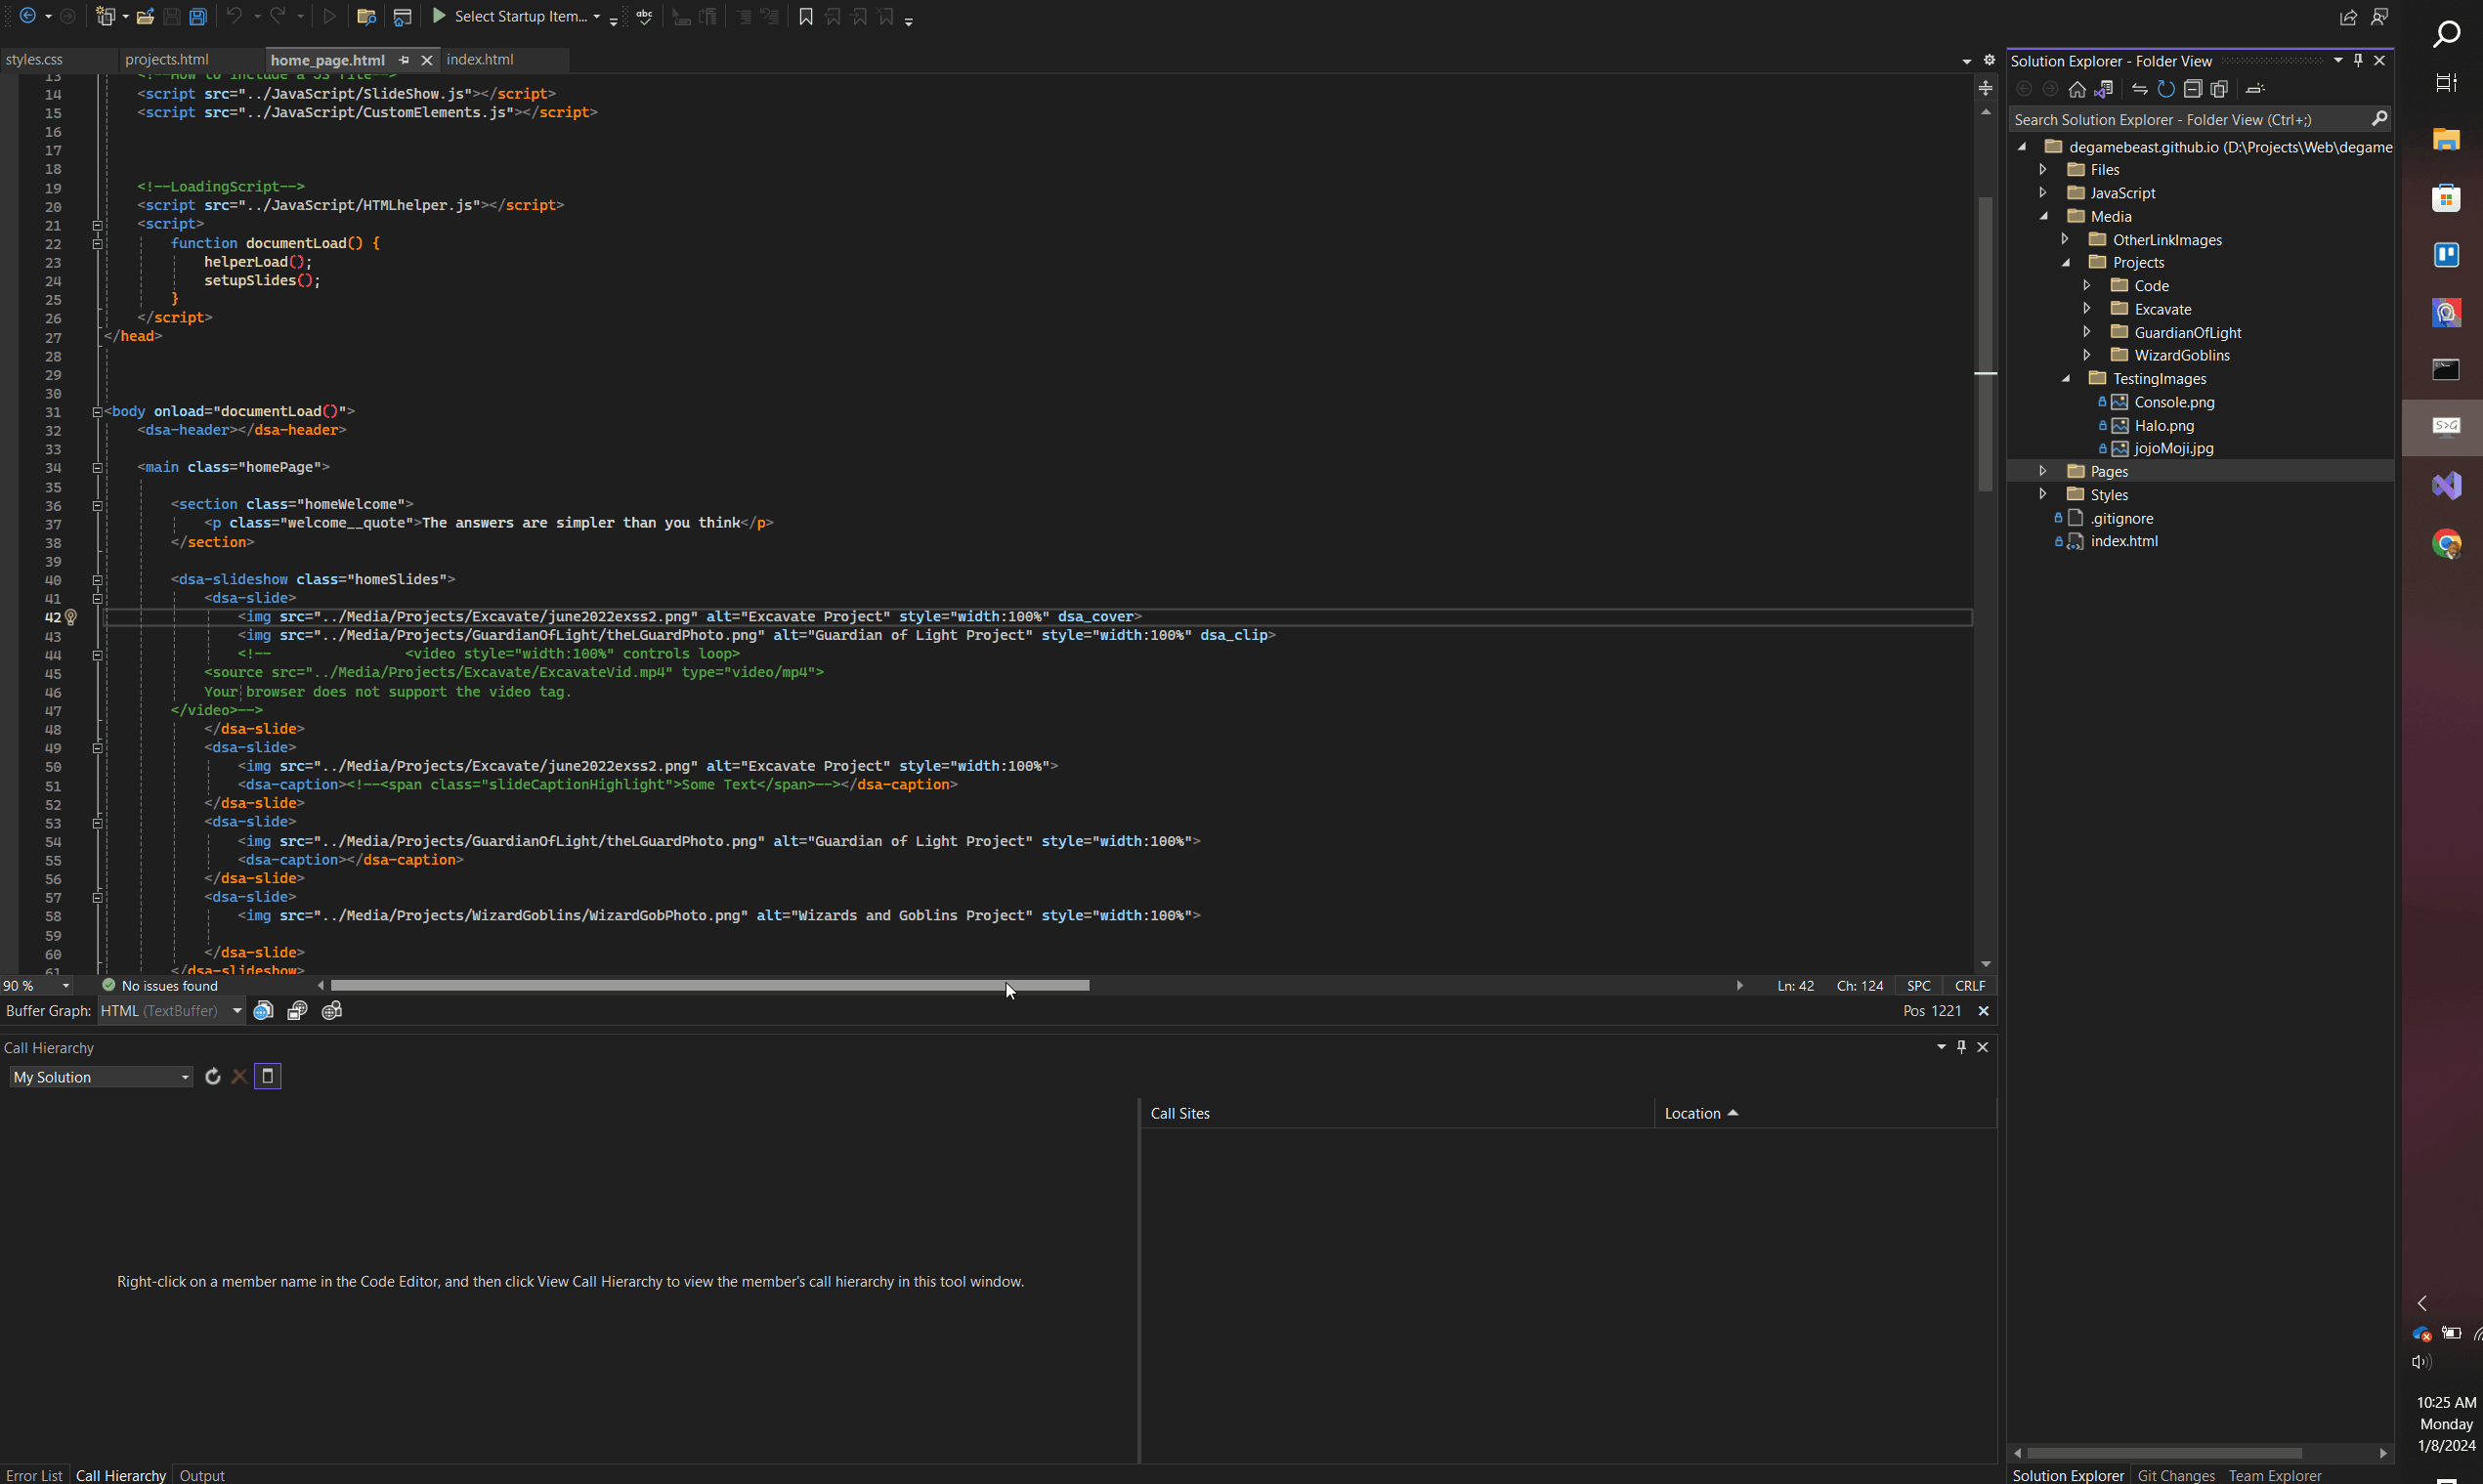 Select Startup Item...
abc
styles.css
projects.html
home_page.html
index.html
13 <!--How to include a JS file-->
14 <script src="../JavaScript/SlideShow.js"></script>
15 <script src="../JavaScript/CustomElements.js"></script>
16
17
18
19 <!--LoadingScript-->
20 <script src="../JavaScript/HTMLhelper.js"></script>
21 <script>
22 function documentLoad() {
23 helperLoad();
24 setupSlides();
25 }
26 </script>
27 </head>
28
29
30
31 <body onload="documentLoad()">
32 <dsa-header></dsa-header>
33
34 <main class="homePage">
35
36 <section class="homeWelcome">
37 <p class="welcome__quote">The answers are simpler than you think</p>
38 </section>
39
40 <dsa-slideshow class="homeSlides">
41 <dsa-slide>
42 <img src="../Media/Projects/Excavate/june2022exss2.png" alt="Excavate Project" style="width:100%" dsa_cover>
43 <img src="../Media/Projects/GuardianOfLight/theLGuardPhoto.png" alt="Guardian of Light Project" style="width:100%" dsa_clip>
44 <!-- <video style="width:100%" controls loop>
45 <source src="../Media/Projects/Excavate/ExcavateVid.mp4" type="video/mp4">
46 Your browser does not support the video tag.
47 </video>-->
48 </dsa-slide>
49 <dsa-slide>
50 <img src="../Media/Projects/Excavate/june2022exss2.png" alt="Excavate Project" style="width:100%">
51 <dsa-caption><!--<span class="slideCaptionHighlight">Some Text</span>--></dsa-caption>
52 </dsa-slide>
53 <dsa-slide>
54 <img src="../Media/Projects/GuardianOfLight/theLGuardPhoto.png" alt="Guardian of Light Project" style="width:100%">
55 <dsa-caption></dsa-caption>
56 </dsa-slide>
57 <dsa-slide>
58 <img src="../Media/Projects/WizardGoblins/WizardGobPhoto.png" alt="Wizards and Goblins Project" style="width:100%">
59
60 </dsa-slide>
61 </dsa-slideshow>
90 %
No issues found
Ln: 42 Ch: 124 SPC CRLF
Buffer Graph: HTML (TextBuffer)
Pos 1221
Call Hierarchy
My Solution
Call Sites
Location
Right-click on a member name in the Code Editor, and then click View Call Hierarchy to view the member's call hierarchy in this tool window.
Error List Call Hierarchy Output
Solution Explorer - Folder View
Search Solution Explorer - Folder View (Ctrl+;)
degamebeast.github.io (D:\Projects\Web\degame
Files
JavaScript
Media
OtherLinkImages
Projects
Code
Excavate
GuardianOfLight
WizardGoblins
TestingImages
Console.png
Halo.png
jojoMoji.jpg
Pages
Styles
.gitignore
index.html
Solution Explorer Git Changes Team Explorer
S>G
10:25 AM
Monday
1/8/2024